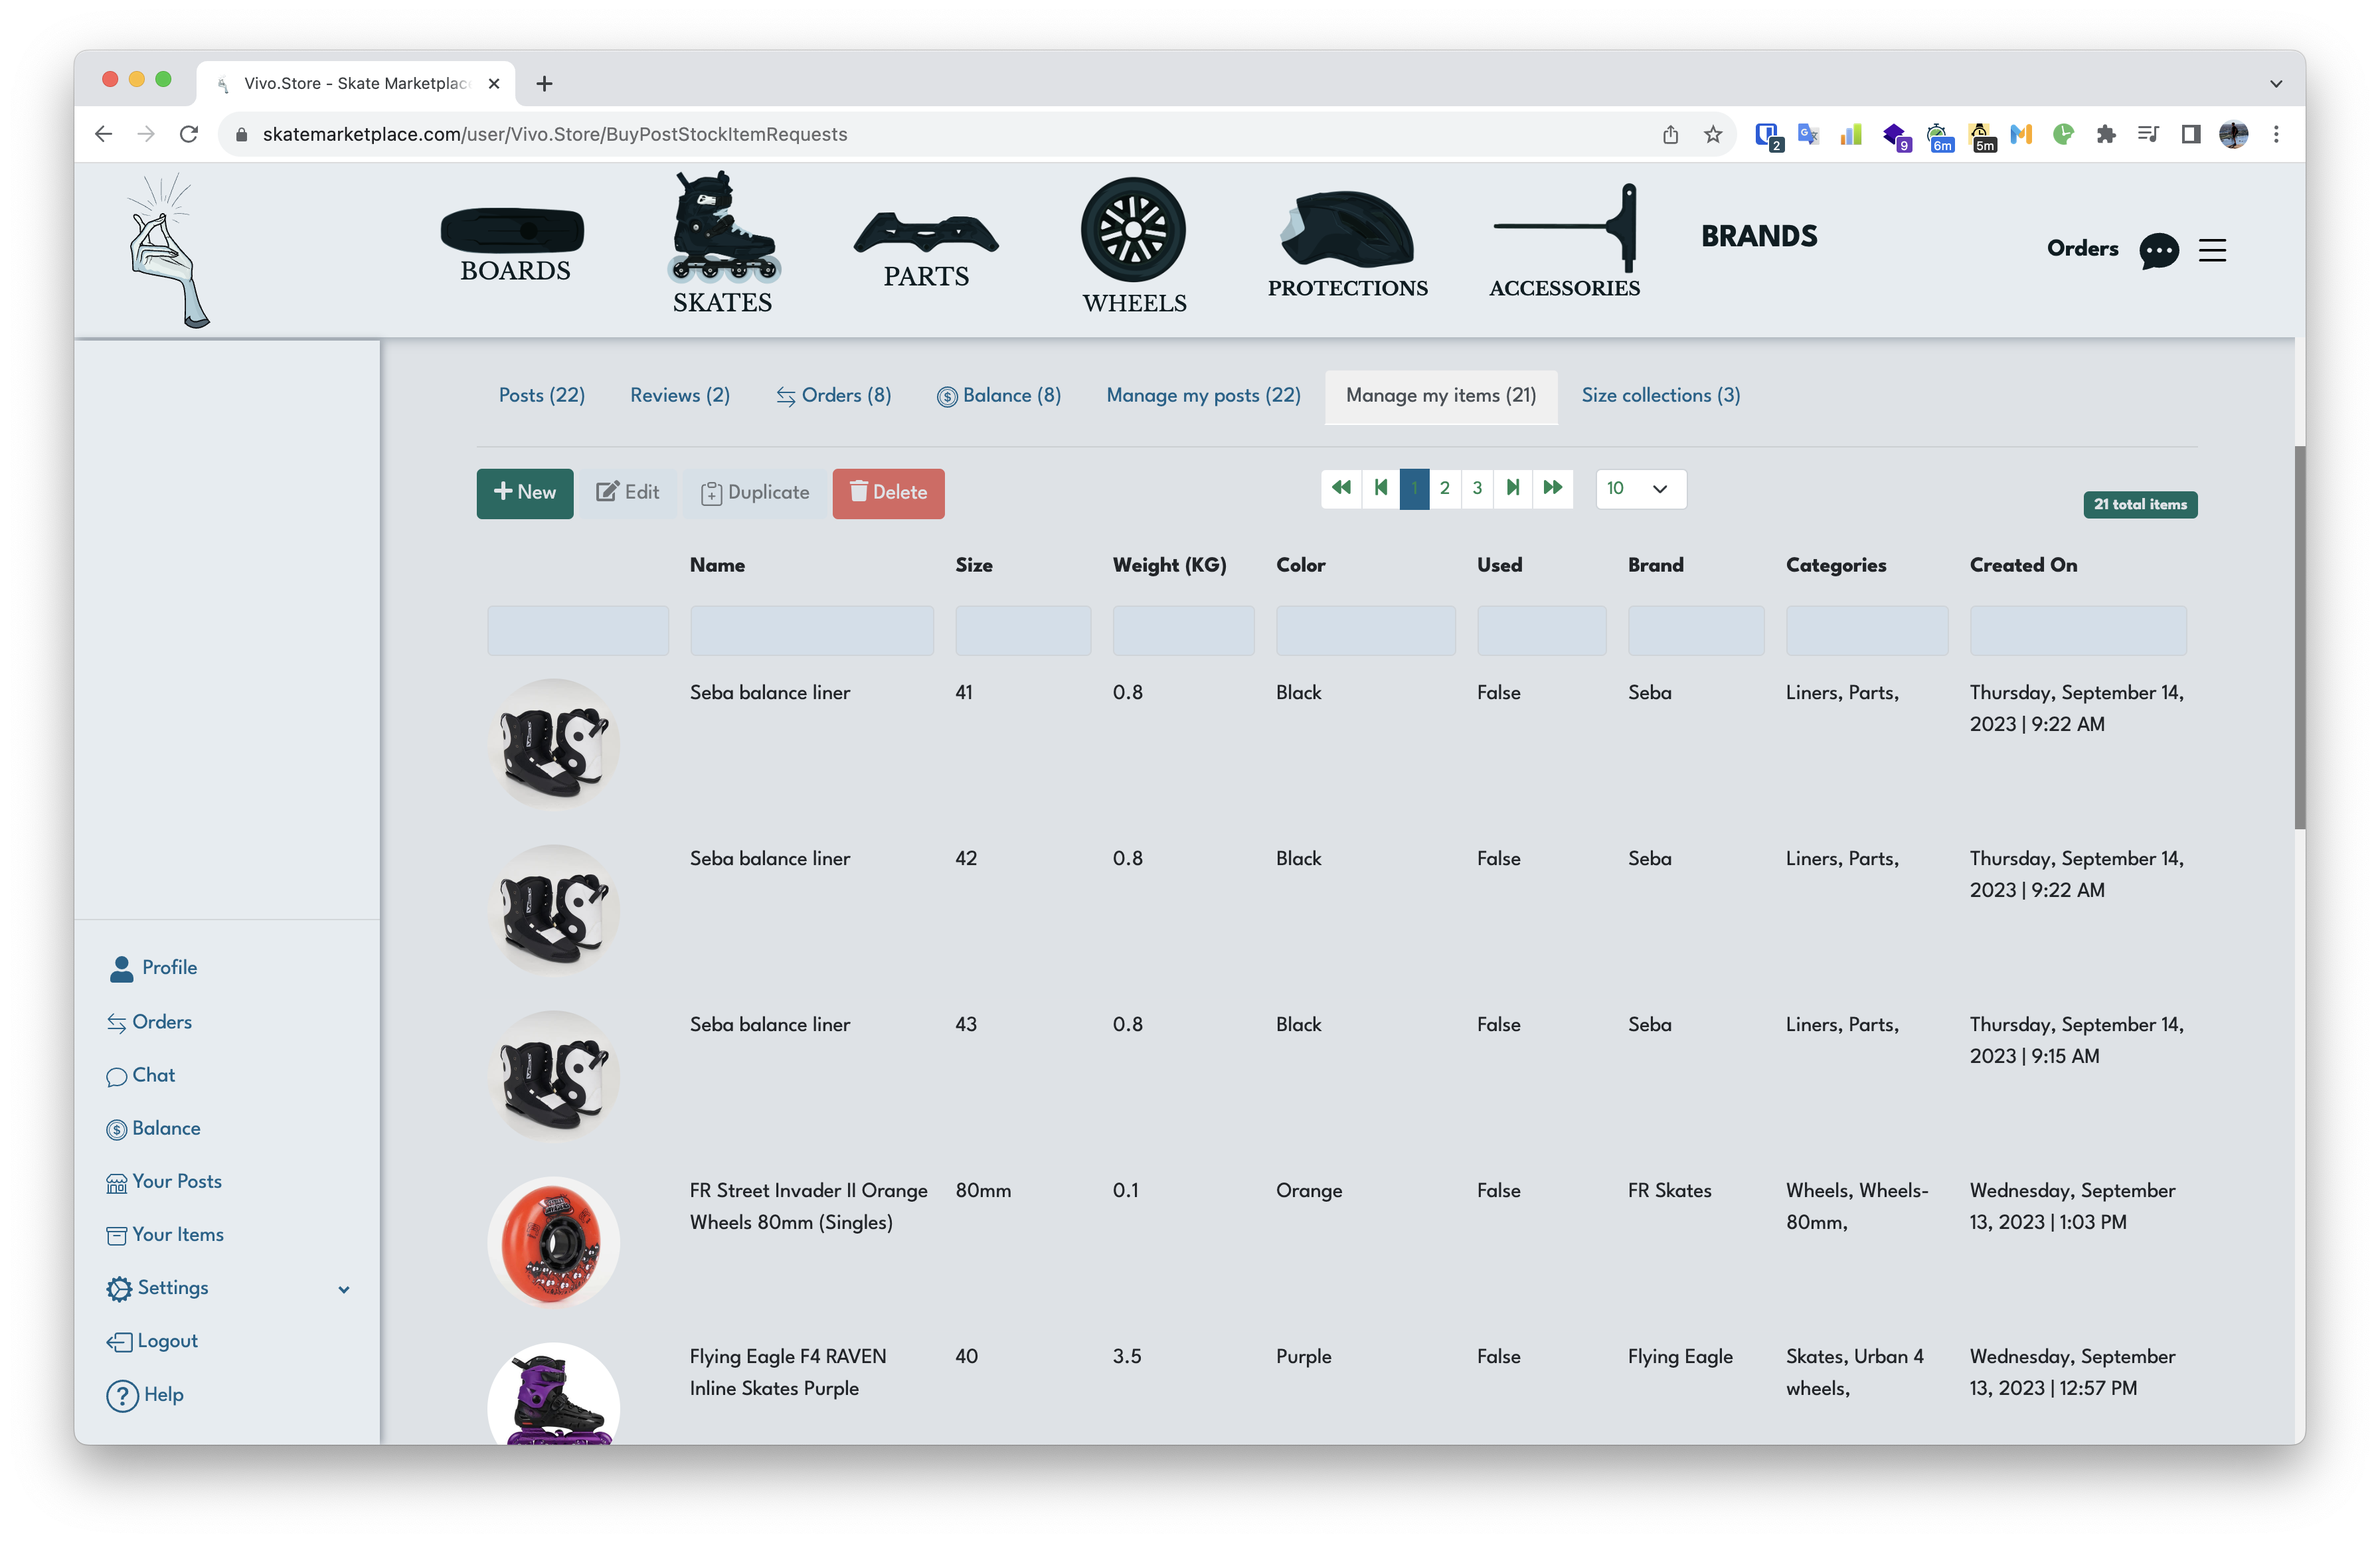 Vivo.Store - Skate Marketplac
skatemarketplace.com/user/Vivo.Store/BuyPostStockItemRequests
2
9
6m
5m
BOARDS
SKATES
PARTS
WHEELS
PROTECTIONS
ACCESSORIES
BRANDS
Orders
Posts (22)
Reviews (2)
Orders (8)
Balance (8)
Manage my posts (22)
Manage my items (21)
Size collections (3)
New
Edit
Duplicate
Delete
1
2
3
10
21 total items
Name
Size
Weight (KG)
Color
Used
Brand
Categories
Created On
Seba balance liner
41
0.8
Black
False
Seba
Liners, Parts,
Thursday, September 14,
2023 | 9:22 AM
Seba balance liner
42
0.8
Black
False
Seba
Liners, Parts,
Thursday, September 14,
2023 | 9:22 AM
Seba balance liner
43
0.8
Black
False
Seba
Liners, Parts,
Thursday, September 14,
2023 | 9:15 AM
FR Street Invader II Orange
Wheels 80mm (Singles)
80mm
0.1
Orange
False
FR Skates
Wheels, Wheels-
80mm,
Wednesday, September
13, 2023 | 1:03 PM
Flying Eagle F4 RAVEN
Inline Skates Purple
40
3.5
Purple
False
Flying Eagle
Skates, Urban 4
wheels,
Wednesday, September
13, 2023 | 12:57 PM
Profile
Orders
Chat
Balance
Your Posts
Your Items
Settings
Logout
Help